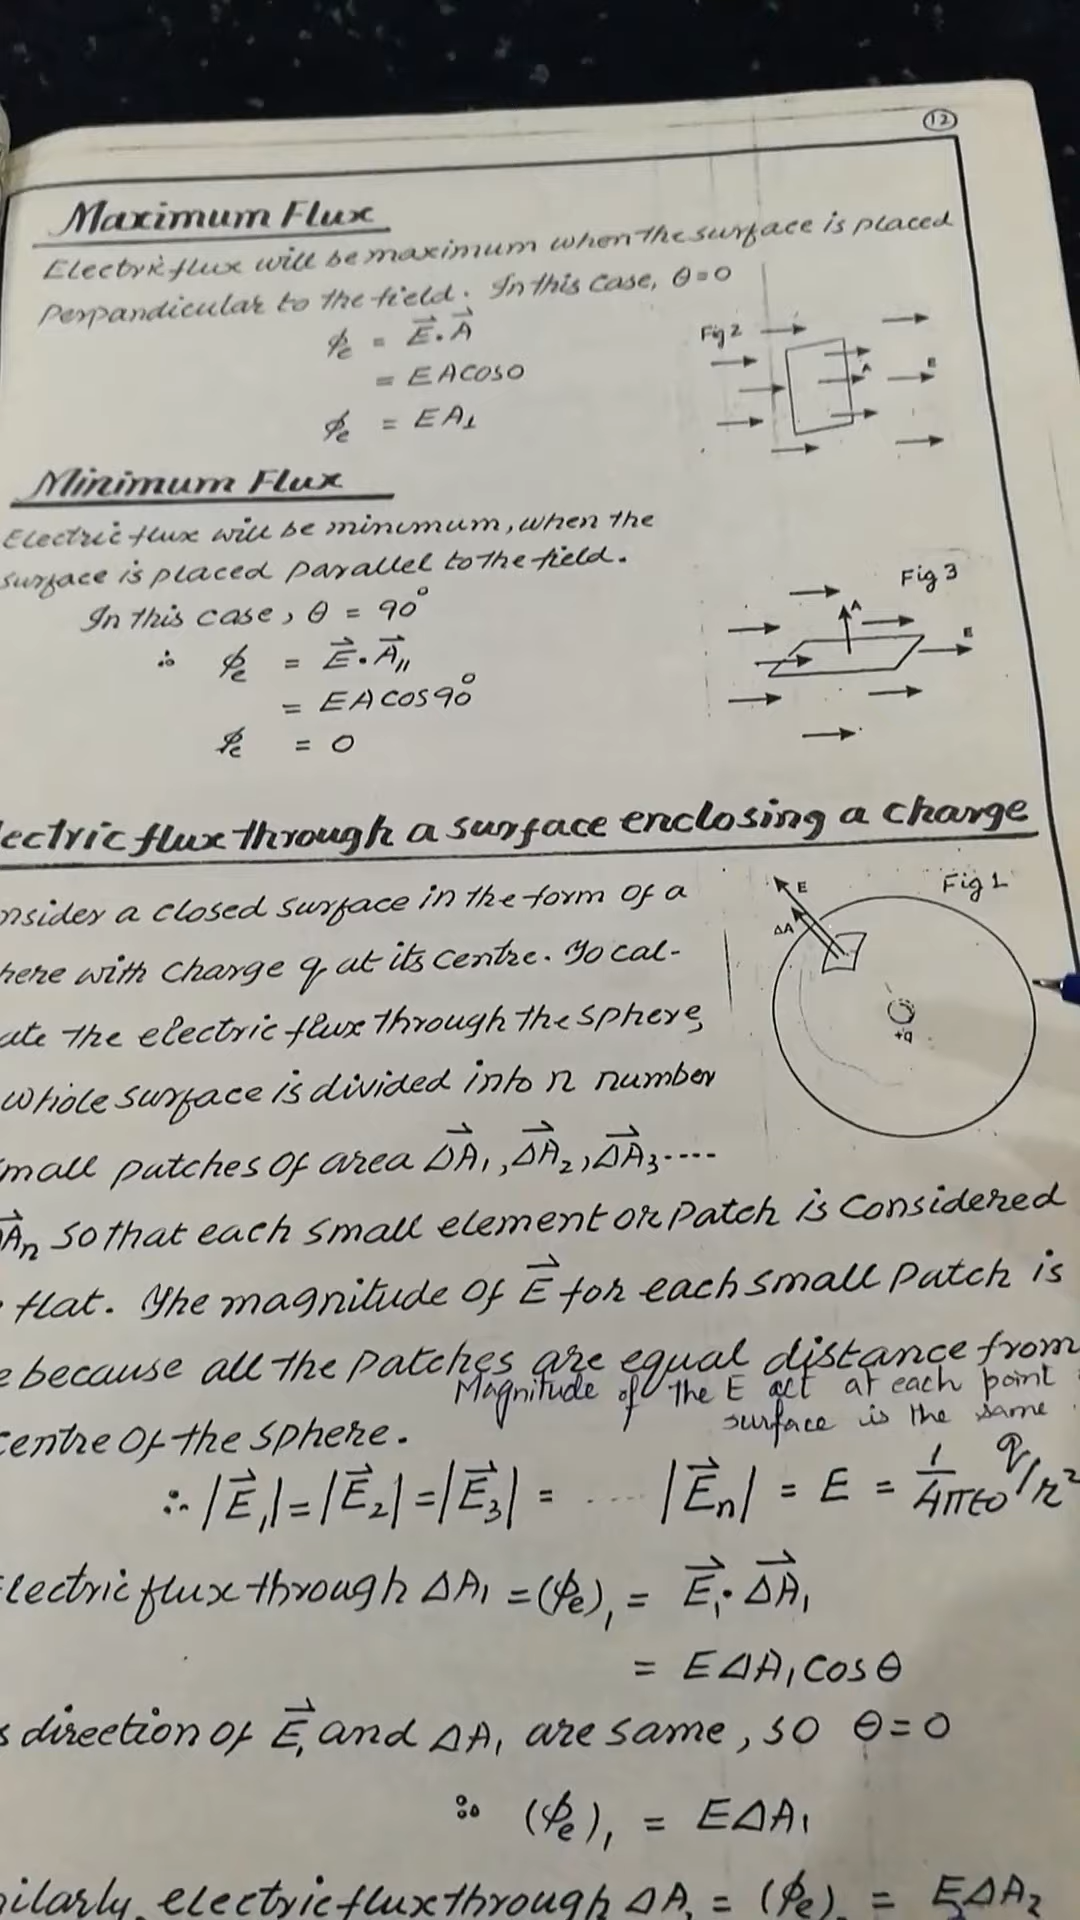 12
Maximum Flux
Electric flux will be maximum when the surface is placed
Perpandicular to the field. In this case, θ=0
ϕe = E⃗.A⃗
= EAcos0
ϕe = EA⊥
Fig 2
A
E
Minimum Flux
Electric flux will be minimum, when the
surface is placed parallel to the field.
In this case, θ = 90°
∴ ϕe = E⃗.A⃗||
= EAcos90°
ϕe = 0
Fig 3
A
E
lectric flux through a surface enclosing a charge
nsider a closed surface in the form of a
here with charge q at its centre. To cal-
ate the electric flux through the sphere,
whole surface is divided into n number
mall patches of area ΔA⃗1, ΔA⃗2, ΔA⃗3....
A⃗n so that each small element or patch is considered
flat. The magnitude of E⃗ for each small patch is
e because all the patches are equal distance from
Magnitude of the E act at each point
surface is the same
centre of the sphere.
Fig 1
E
ΔA
+q
∴ |E⃗1| = |E⃗2| = |E⃗3| = ..... |E⃗n| = E = 1/4πε0 q/r²
lectric flux through ΔA1 = (ϕe)1 = E⃗1.ΔA⃗1
= EΔA1cosθ
s direction of E⃗1 and ΔA1 are same, so θ=0
∴ (ϕe)1 = EΔA1
ilarly, electric flux through ΔA = (ϕe) = EΔA2